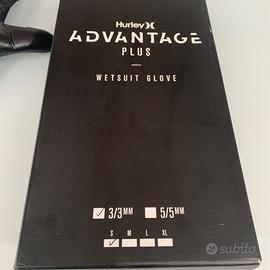 Hurley
ADVANTAGE
PLUS
WETSUIT GLOVE
3/3MM 5/5MM
S M L XL
subito